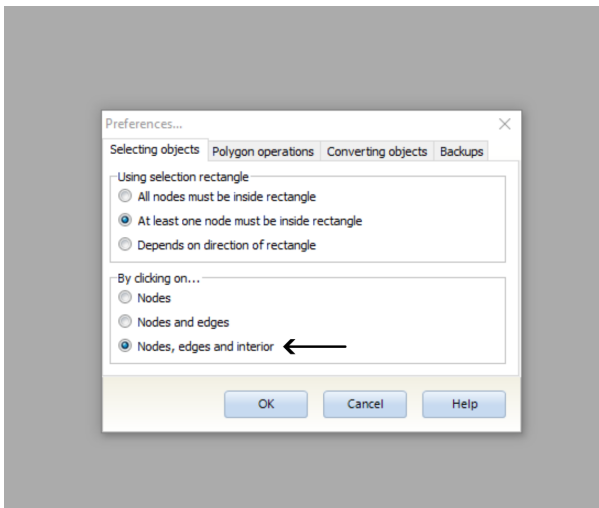 Preferences...
Selecting objects Polygon operations Converting objects Backups
Using selection rectangle
All nodes must be inside rectangle
At least one node must be inside rectangle
Depends on direction of rectangle
By clicking on...
Nodes
Nodes and edges
Nodes, edges and interior
OK Cancel Help